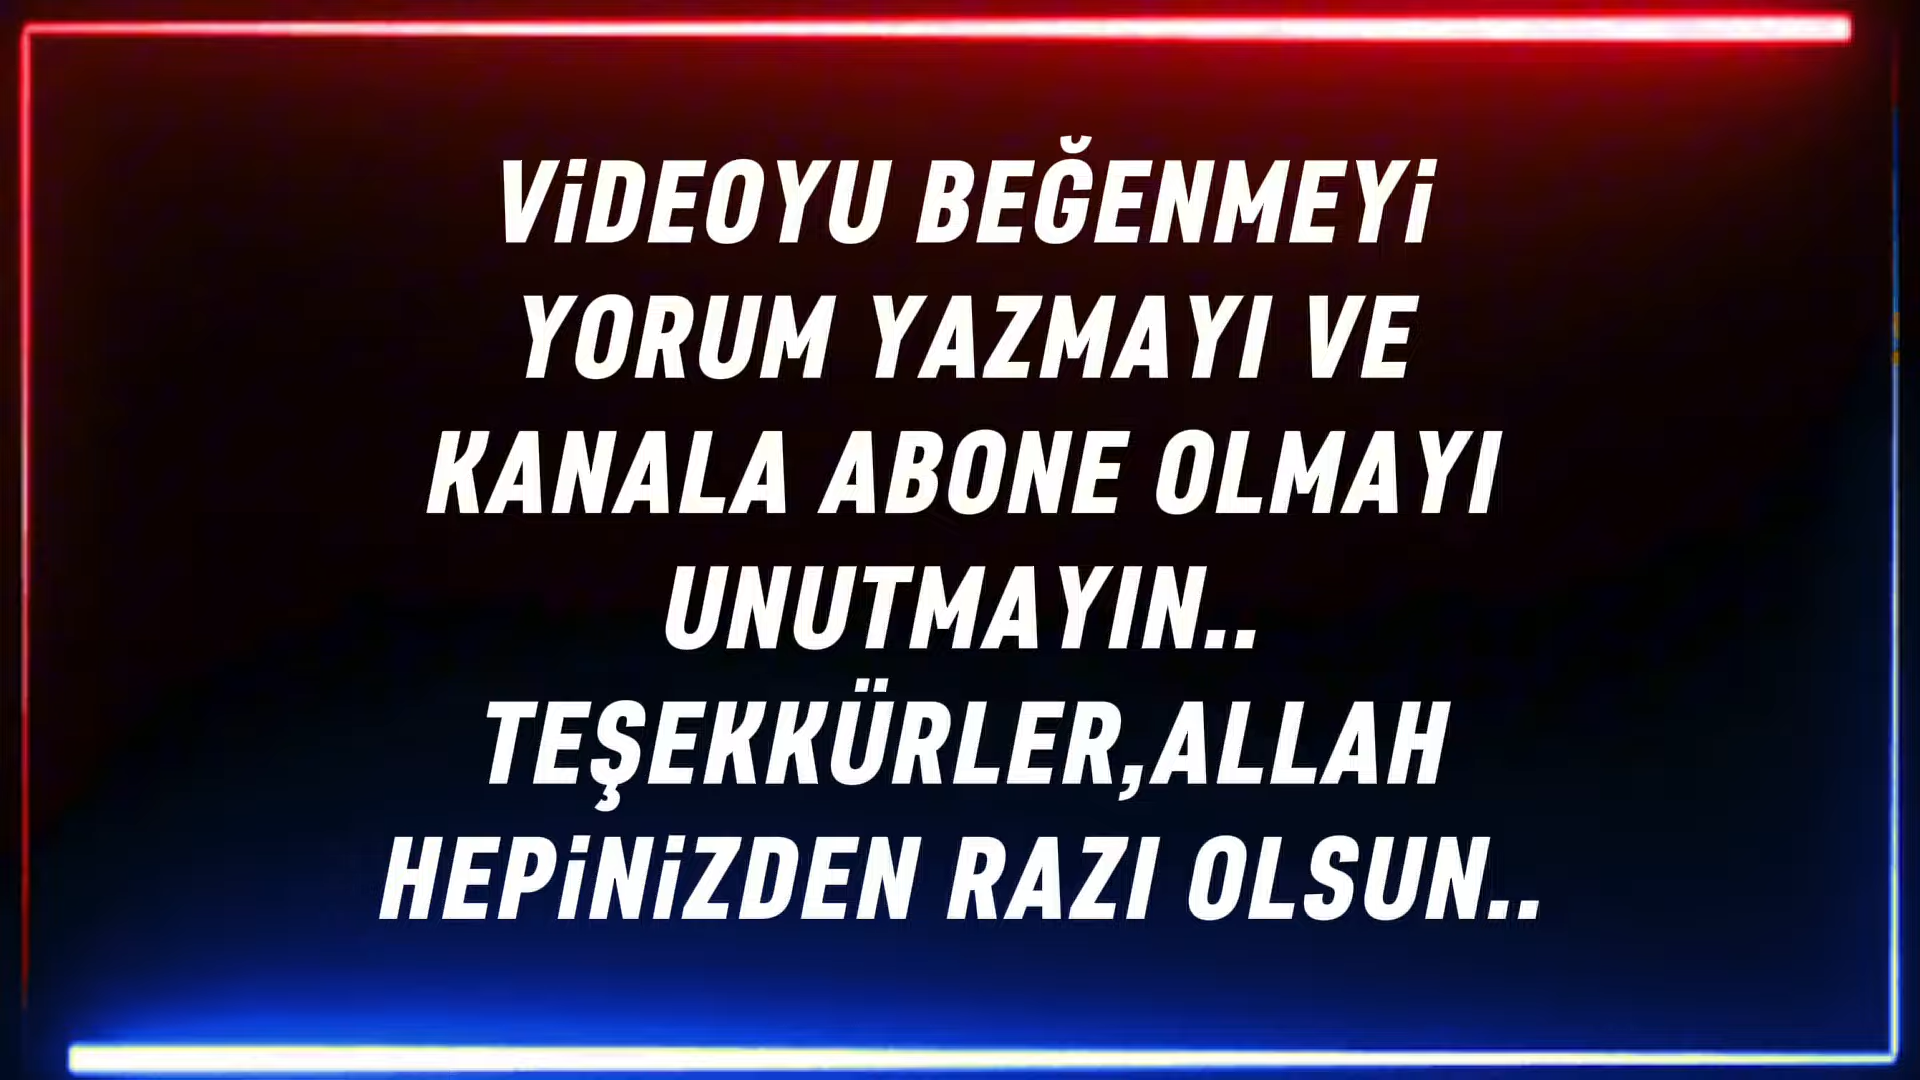 ViDEOYU BEĞENMEYi
YORUM YAZMAYI VE
KANALA ABONE OLMAYI
UNUTMAYIN..
TEŞEKKÜRLER,ALLAH
HEPiNiZDEN RAZI OLSUN..